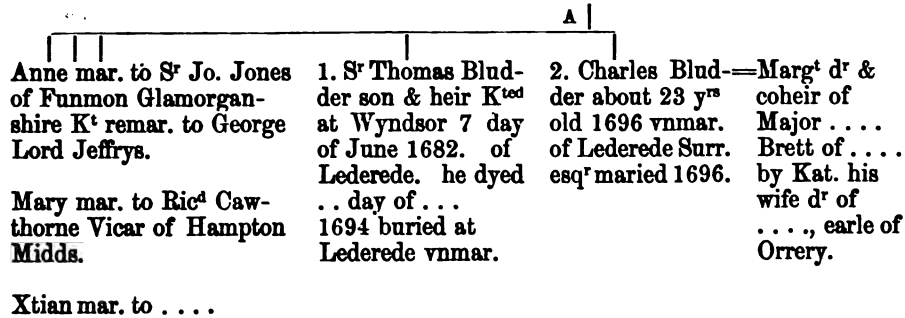 A
Anne mar. to Sʳ Jo. Jones
of Funmon Glamorgan-
shire Kᵗ remar. to George
Lord Jeffrys.
Mary mar. to Ricᵈ Caw-
thorne Vicar of Hampton
Midds.
Xtian mar. to . . . .
1. Sʳ Thomas Blud-
der son & heir Kᵗᵉᵈ
at Wyndsor 7 day
of June 1682. of
Lederede. he dyed
. . day of . . .
1694 buried at
Lederede vnmar.
2. Charles Blud-
der about 23 yʳˢ
old 1696 vnmar.
of Lederede Surr.
esqʳ maried 1696.
=Margᵗ dʳ &
coheir of
Major . . . .
Brett of . . . .
by Kat. his
wife dʳ of
. . . ., earle of
Orrery.